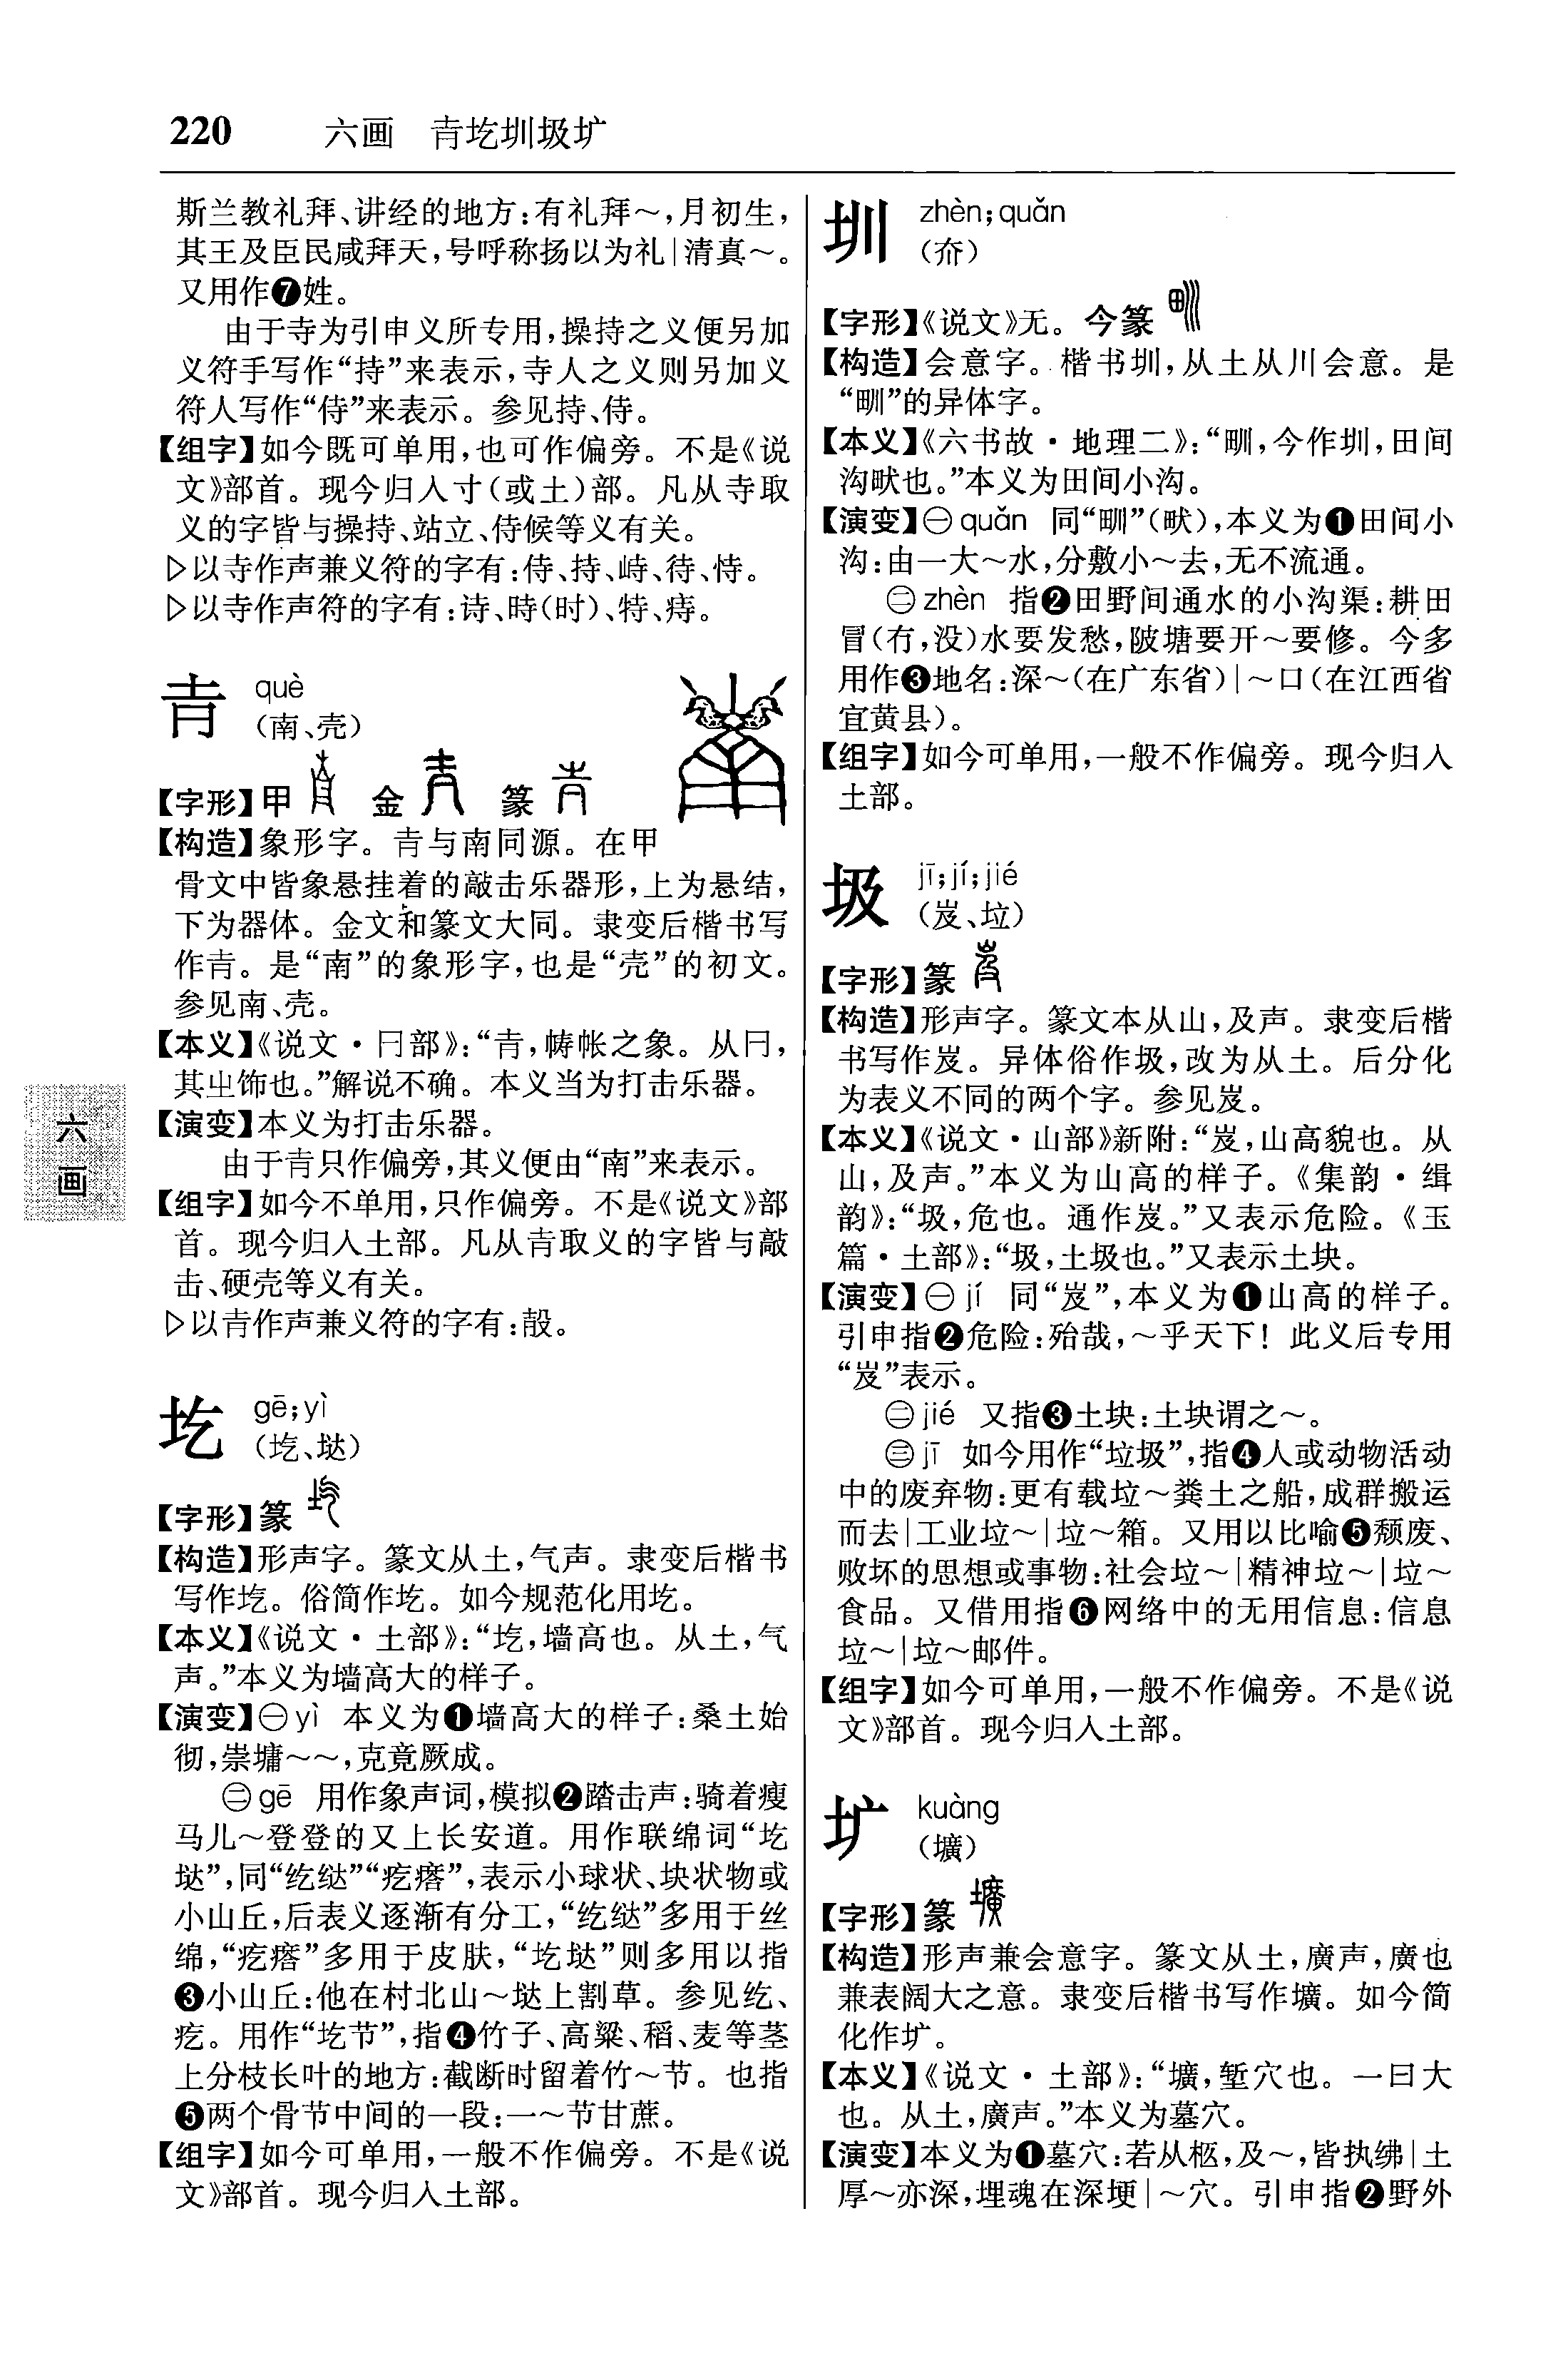 220 六画 𡉉圪圳圾圹
斯兰教礼拜、讲经的地方:有礼拜～,月初生,
其王及臣民咸拜天,号呼称扬以为礼|清真～。
又用作❼姓。
由于寺为引申义所专用,操持之义便另加
义符手写作“持”来表示,寺人之义则另加义
符人写作“侍”来表示。参见持、侍。
【组字】如今既可单用,也可作偏旁。不是《说
文》部首。现今归入寸(或土)部。凡从寺取
义的字皆与操持、站立、侍候等义有关。
▷以寺作声兼义符的字有:侍、持、峙、待、恃。
▷以寺作声符的字有:诗、時(时)、特、痔。
𡉉 què
(南、壳)
【字形】甲 金 篆
【构造】象形字。𡉉与南同源。在甲
骨文中皆象悬挂着的敲击乐器形,上为悬结,
下为器体。金文和篆文大同。隶变后楷书写
作𡉉。是“南”的象形字,也是“壳”的初文。
参见南、壳。
【本义】《说文·冃部》:“𡉉,帱帐之象。从冃,
其㞢饰也。”解说不确。本义当为打击乐器。
【演变】本义为打击乐器。
由于𡉉只作偏旁,其义便由“南”来表示。
【组字】如今不单用,只作偏旁。不是《说文》部
首。现今归入土部。凡从𡉉取义的字皆与敲
击、硬壳等义有关。
▷以𡉉作声兼义符的字有:㱿。
圪 gē;yì
(圪、垯)
【字形】篆
【构造】形声字。篆文从土,气声。隶变后楷书
写作圪。俗简作圪。如今规范化用圪。
【本义】《说文·土部》:“圪,墙高也。从土,气
声。”本义为墙高大的样子。
【演变】㊀yì 本义为❶墙高大的样子:桑土始
彻,崇墉～～,克竟厥成。
㊁gē 用作象声词,模拟❷踏击声:骑着瘦
马儿～登登的又上长安道。用作联绵词“圪
垯”,同“纥繨”“疙瘩”,表示小球状、块状物或
小山丘,后表义逐渐有分工,“纥繨”多用于丝
绵,“疙瘩”多用于皮肤,“圪垯”则多用以指
❸小山丘:他在村北山～垯上割草。参见纥、
疙。用作“圪节”,指❹竹子、高粱、稻、麦等茎
上分枝长叶的地方:截断时留着竹～节。也指
❺两个骨节中间的一段:一～节甘蔗。
【组字】如今可单用,一般不作偏旁。不是《说
文》部首。现今归入土部。
圳 zhèn;quǎn
(夰)
【字形】《说文》无。今篆
【构造】会意字。楷书圳,从土从川会意。是
“甽”的异体字。
【本义】《六书故·地理二》:“甽,今作圳,田间
沟畎也。”本义为田间小沟。
【演变】㊀quǎn 同“甽”(畎),本义为❶田间小
沟:由一大～水,分敷小～去,无不流通。
㊁zhèn 指❷田野间通水的小沟渠:耕田
冒(冇,没)水要发愁,陂塘要开～要修。今多
用作❸地名:深～(在广东省)|～口(在江西省
宜黄县)。
【组字】如今可单用,一般不作偏旁。现今归入
土部。
圾 jī;jí;jié
(岌、垃)
【字形】篆
【构造】形声字。篆文本从山,及声。隶变后楷
书写作岌。异体俗作圾,改为从土。后分化
为表义不同的两个字。参见岌。
【本义】《说文·山部》新附:“岌,山高貌也。从
山,及声。”本义为山高的样子。《集韵·缉
韵》:“圾,危也。通作岌。”又表示危险。《玉
篇·土部》:“圾,土圾也。”又表示土块。
【演变】㊀jí 同“岌”,本义为❶山高的样子。
引申指❷危险:殆哉,～乎天下! 此义后专用
“岌”表示。
㊁jié 又指❸土块:土块谓之～。
㊂jī 如今用作“垃圾”,指❹人或动物活动
中的废弃物:更有载垃～粪土之船,成群搬运
而去|工业垃～|垃～箱。又用以比喻❺颓废、
败坏的思想或事物:社会垃～|精神垃～|垃～
食品。又借用指❻网络中的无用信息:信息
垃～|垃～邮件。
【组字】如今可单用,一般不作偏旁。不是《说
文》部首。现今归入土部。
圹 kuàng
(壙)
【字形】篆
【构造】形声兼会意字。篆文从土,廣声,廣也
兼表阔大之意。隶变后楷书写作壙。如今简
化作圹。
【本义】《说文·土部》:“壙,堑穴也。一曰大
也。从土,廣声。”本义为墓穴。
【演变】本义为❶墓穴:若从柩,及～,皆执绋|土
厚～亦深,埋魂在深埂|～穴。引申指❷野外
六
画